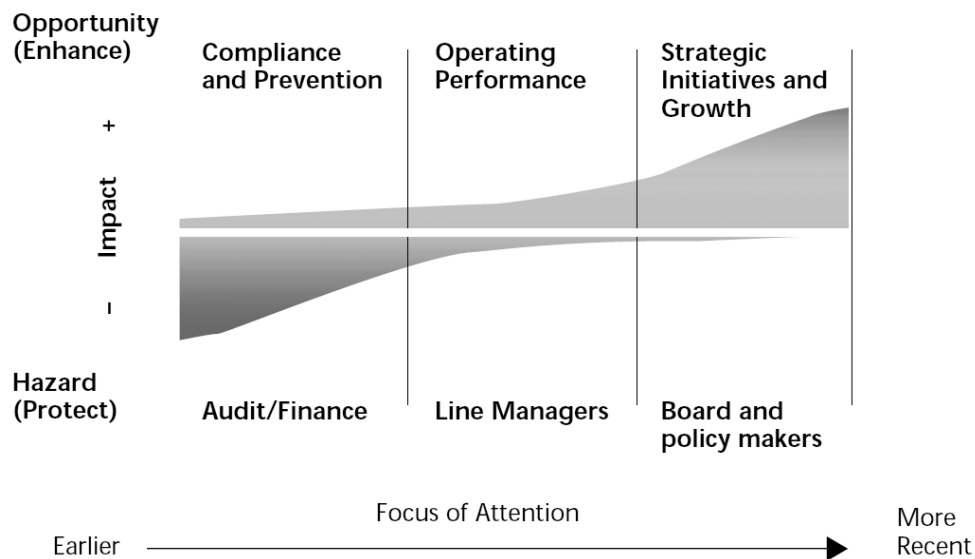 Opportunity
(Enhance)
Compliance
and Prevention
Operating
Performance
Strategic
Initiatives and
Growth
+
Impact
–
Hazard
(Protect)
Audit/Finance
Line Managers
Board and
policy makers
Focus of Attention
Earlier
More
Recent